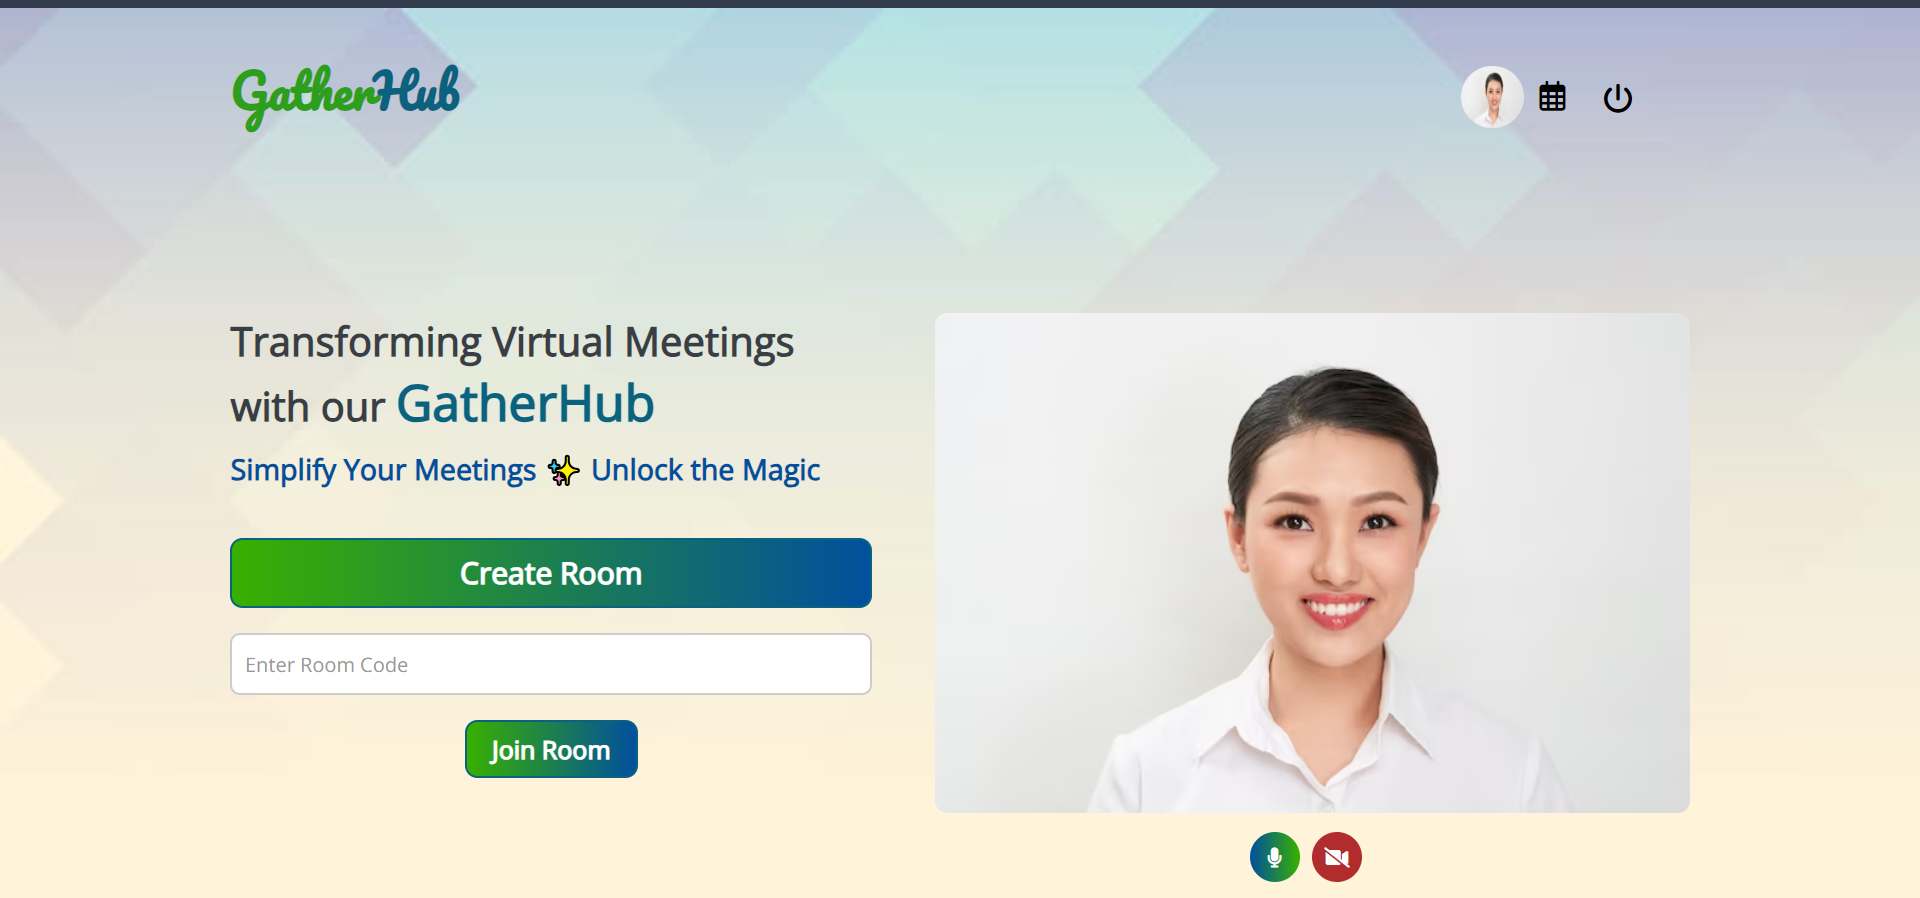 GatherHub
Transforming Virtual Meetings
with our GatherHub
Simplify Your Meetings ✨ Unlock the Magic
Create Room
Enter Room Code
Join Room